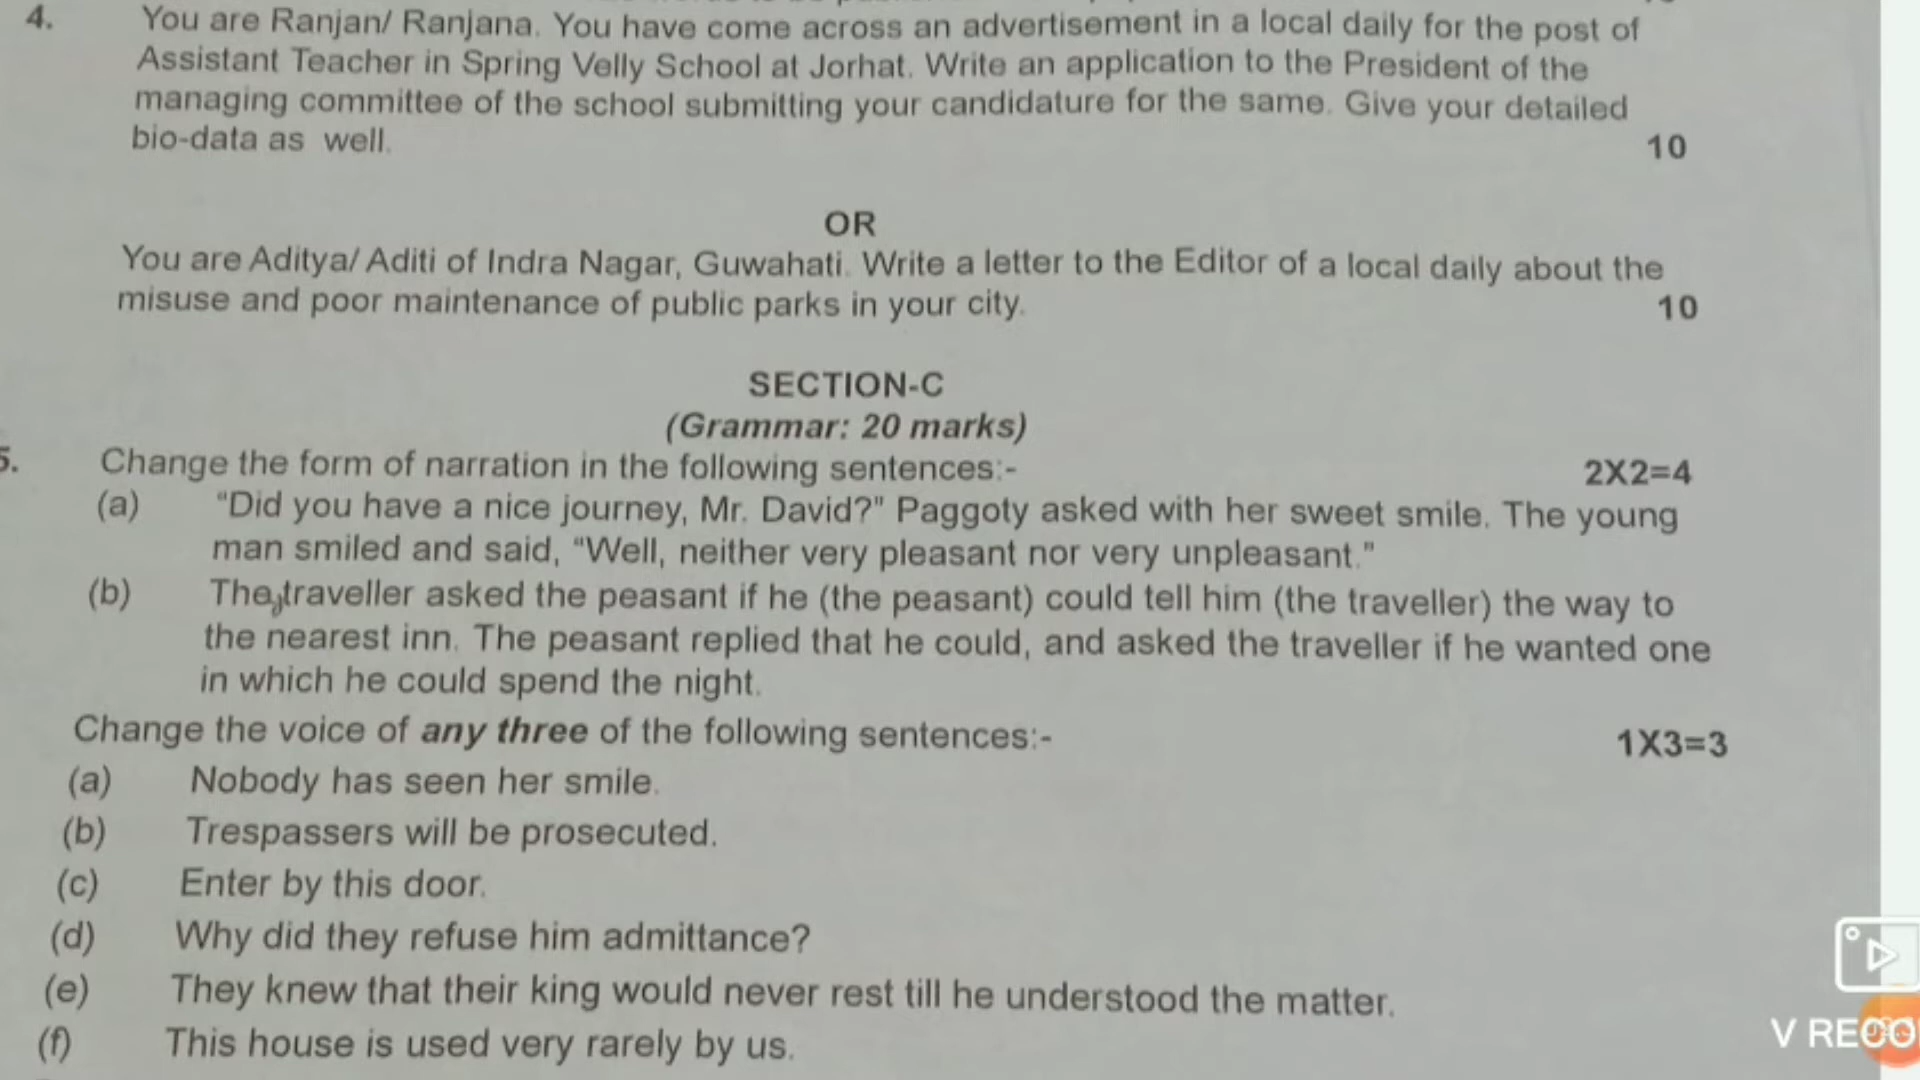 4. You are Ranjan/ Ranjana. You have come across an advertisement in a local daily for the post of
Assistant Teacher in Spring Velly School at Jorhat. Write an application to the President of the
managing committee of the school submitting your candidature for the same. Give your detailed
bio-data as well.
10
OR
You are Aditya/ Aditi of Indra Nagar, Guwahati. Write a letter to the Editor of a local daily about the
misuse and poor maintenance of public parks in your city.
10
SECTION-C
(Grammar: 20 marks)
5. Change the form of narration in the following sentences:- 2X2=4
(a) "Did you have a nice journey, Mr. David?" Paggoty asked with her sweet smile. The young
man smiled and said, "Well, neither very pleasant nor very unpleasant."
(b) The traveller asked the peasant if he (the peasant) could tell him (the traveller) the way to
the nearest inn. The peasant replied that he could, and asked the traveller if he wanted one
in which he could spend the night.
Change the voice of any three of the following sentences:- 1X3=3
(a) Nobody has seen her smile.
(b) Trespassers will be prosecuted.
(c) Enter by this door.
(d) Why did they refuse him admittance?
(e) They knew that their king would never rest till he understood the matter.
(f) This house is used very rarely by us.
V RECO